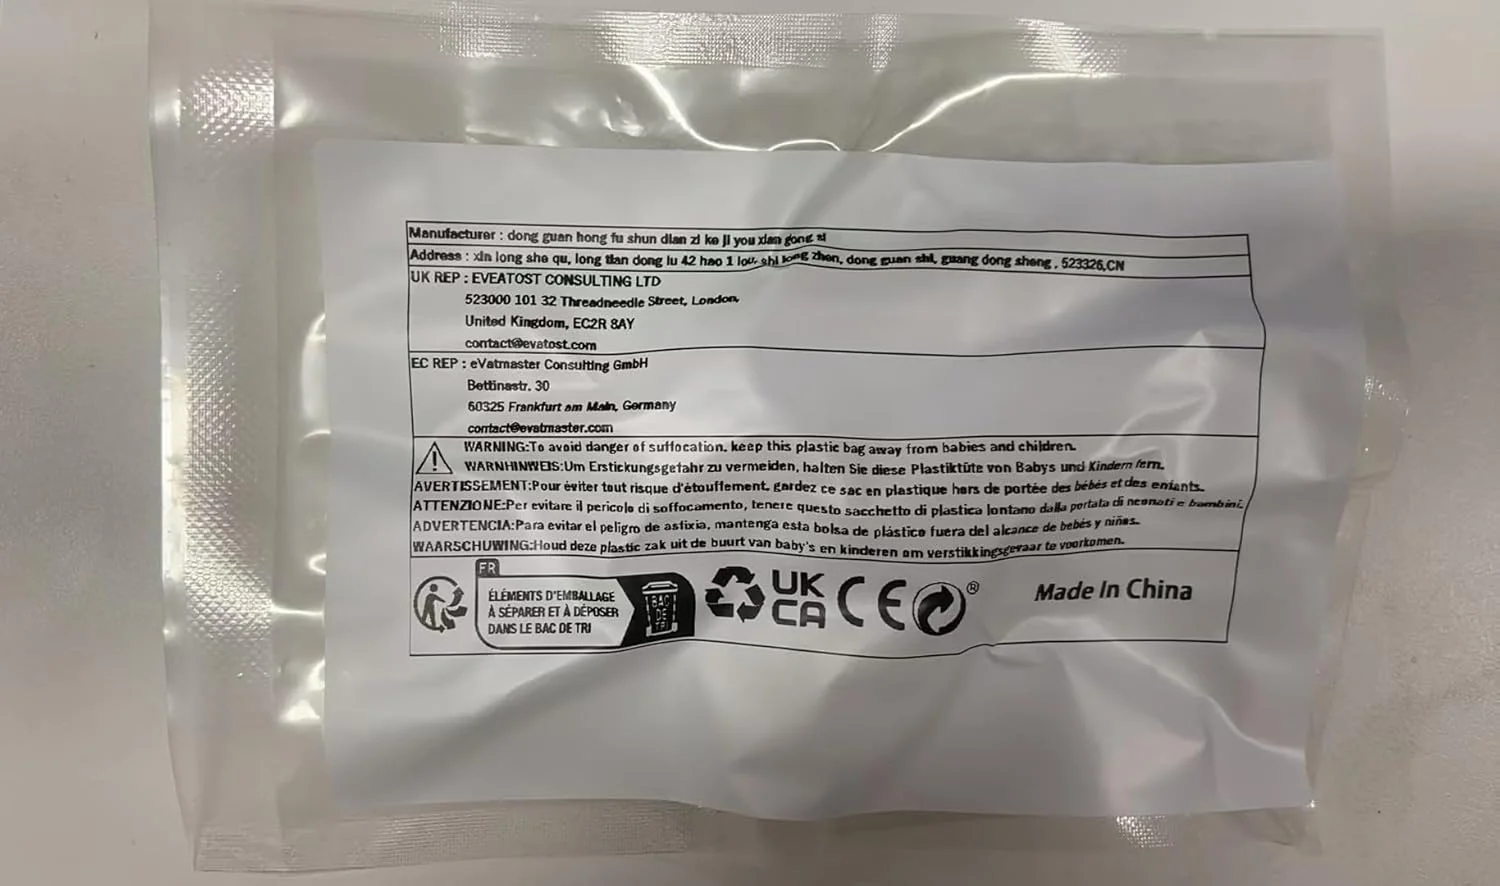 Manufacturer : dong guan hong fu shun dian zi ke ji you xian gong si
Address : xin long she qu, long tian dong lu 42 hao 1 lou, shi long zhen, dong guan shi, guang dong sheng , 523326,CN
UK REP : EVEATOST CONSULTING LTD
523000 101 32 Threadneedle Street, London,
United Kingdom, EC2R 8AY
contact@evatost.com
EC REP : eVatmaster Consulting GmbH
Bettinastr. 30
60325 Frankfurt am Main, Germany
contact@evatmaster.com
WARNING:To avoid danger of suffocation, keep this plastic bag away from babies and children.
WARNHINWEIS:Um Erstickungsgefahr zu vermeiden, halten Sie diese Plastiktüte von Babys und Kindern fern.
AVERTISSEMENT:Pour éviter tout risque d'étouffement, gardez ce sac en plastique hors de portée des bébés et des enfants.
ATTENZIONE:Per evitare il pericolo di soffocamento, tenere questo sacchetto di plastica lontano dalla portata di neonati e bambini.
ADVERTENCIA:Para evitar el peligro de asfixia, mantenga esta bolsa de plástico fuera del alcance de bebés y niños.
WAARSCHUWING:Houd deze plastic zak uit de buurt van baby's en kinderen om verstikkingsgevaar te voorkomen.
FR
ÉLÉMENTS D'EMBALLAGE
À SÉPARER ET À DÉPOSER
DANS LE BAC DE TRI
BAC
DE
TRI
UK
CA
CE
®
Made In China